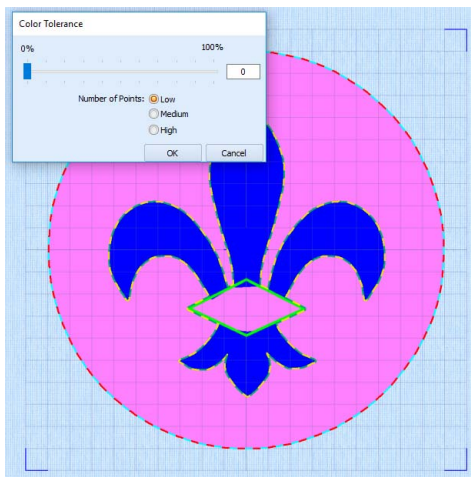 Color Tolerance
0% 100%
0
Number of Points: Low
Medium
High
OK Cancel